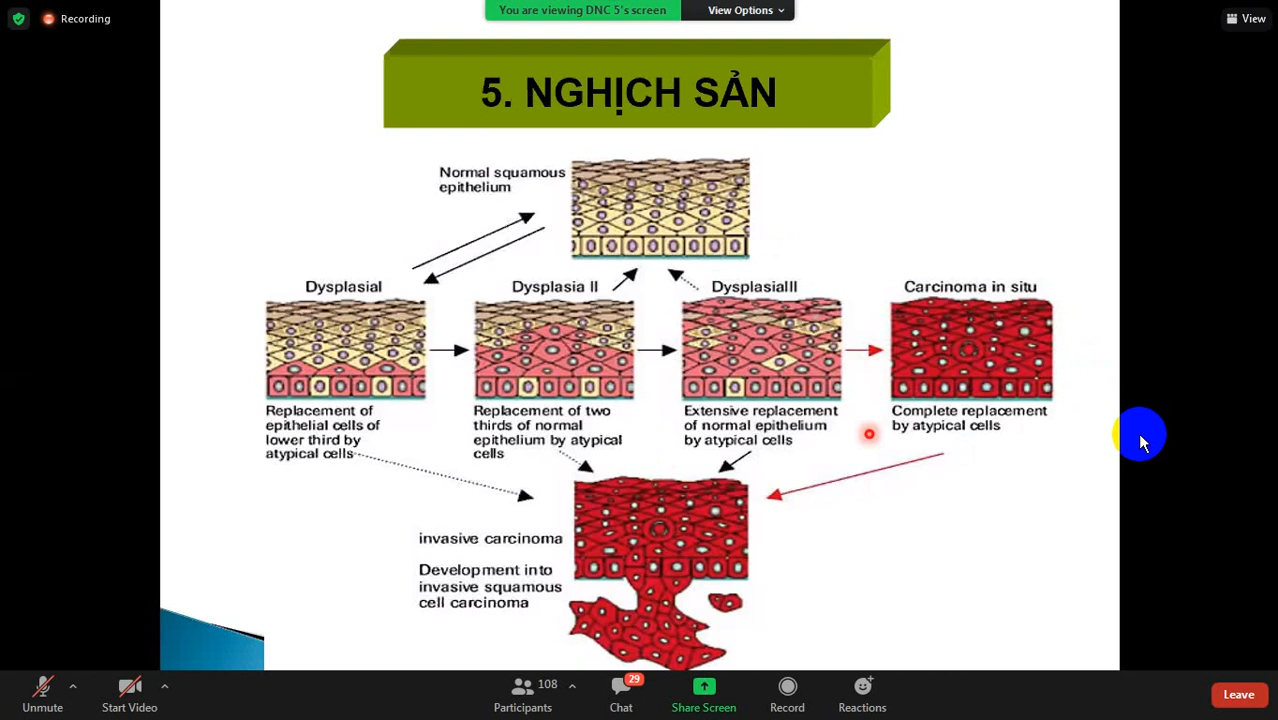 You are viewing DNC 5's screen
View Options
Recording
View
5. NGHỊCH SẢN
Normal squamous
epithelium
Dysplasial
Dysplasia II
DysplasiaIII
Carcinoma in situ
Replacement of
epithelial cells of
lower third by
atypical cells
Replacement of two
thirds of normal
epithelium by atypical
cells
Extensive replacement
of normal epithelium
by atypical cells
Complete replacement
by atypical cells
invasive carcinoma
Development into
invasive squamous
cell carcinoma
Unmute
Start Video
108
Participants
29
Chat
Share Screen
Record
Reactions
Leave